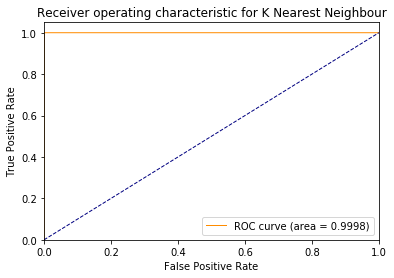 Receiver operating characteristic for K Nearest Neighbour
1.0
0.8
0.6
0.4
0.2
0.0
True Positive Rate
ROC curve (area = 0.9998)
0.0 0.2 0.4 0.6 0.8 1.0
False Positive Rate